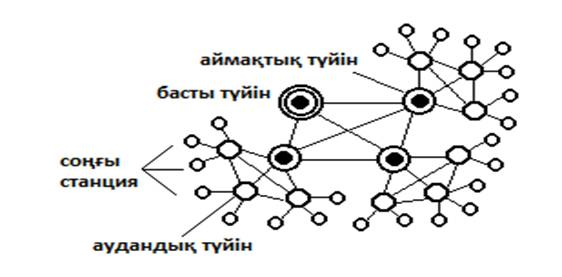 аймақтық түйін
басты түйін
соңғы
станция
аудандық түйін